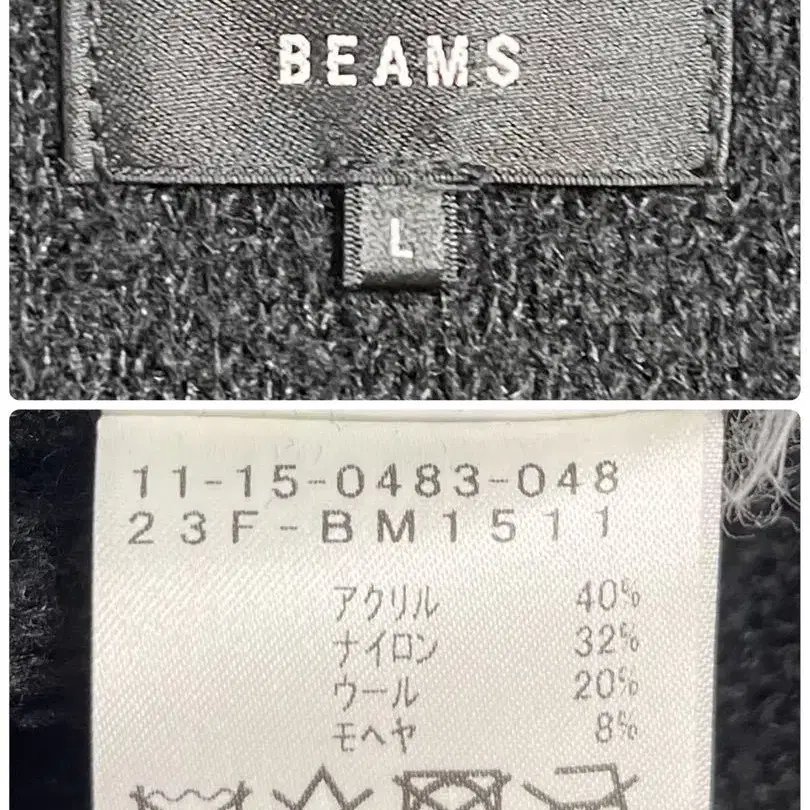 BEAMS
L
11-15-0483-048
23F-BM1511
アクリル 40%
ナイロン 32%
ウール 20%
モヘヤ 8%